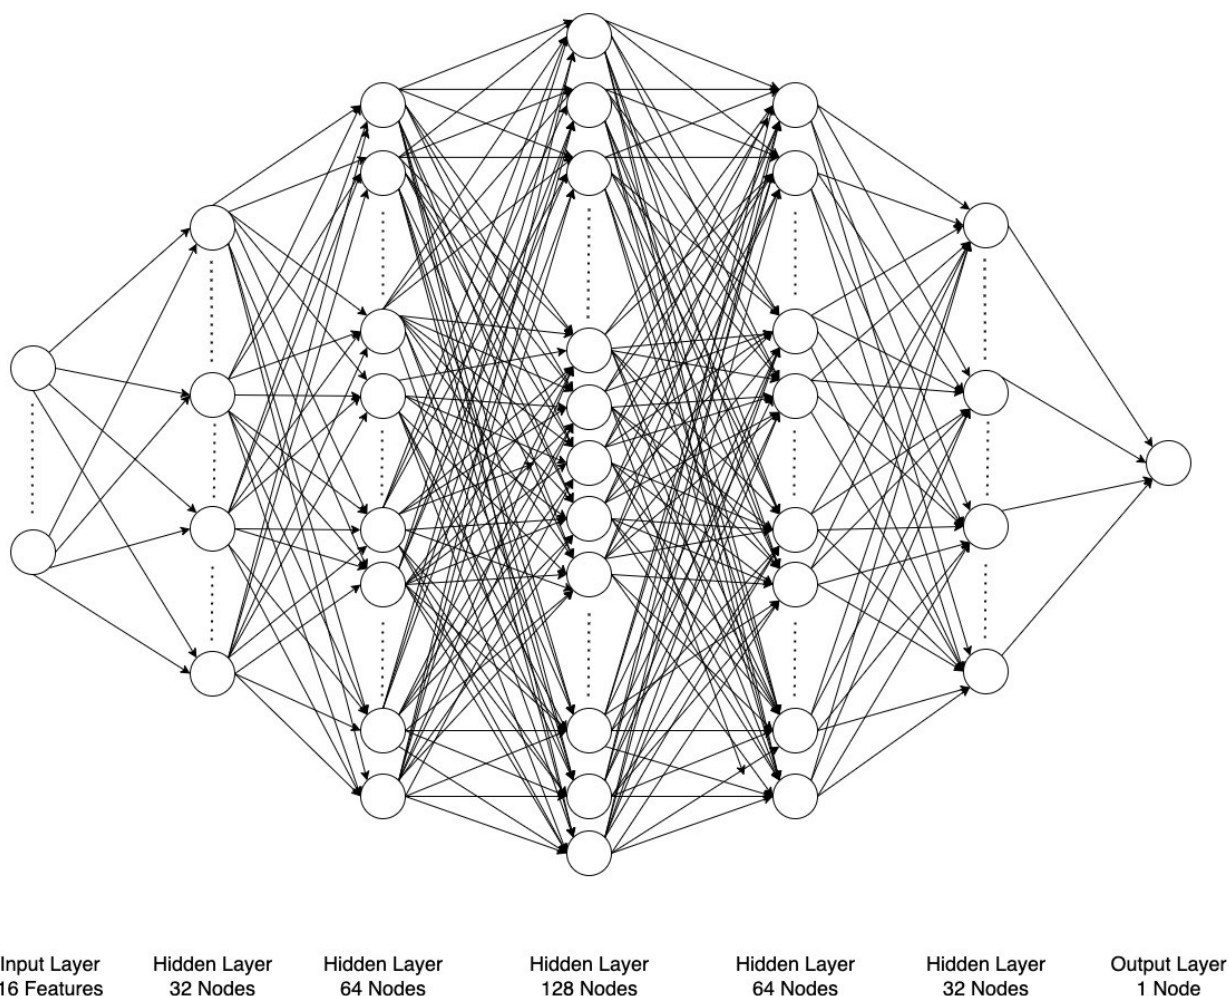 Input Layer
16 Features
Hidden Layer
32 Nodes
Hidden Layer
64 Nodes
Hidden Layer
128 Nodes
Hidden Layer
64 Nodes
Hidden Layer
32 Nodes
Output Layer
1 Node